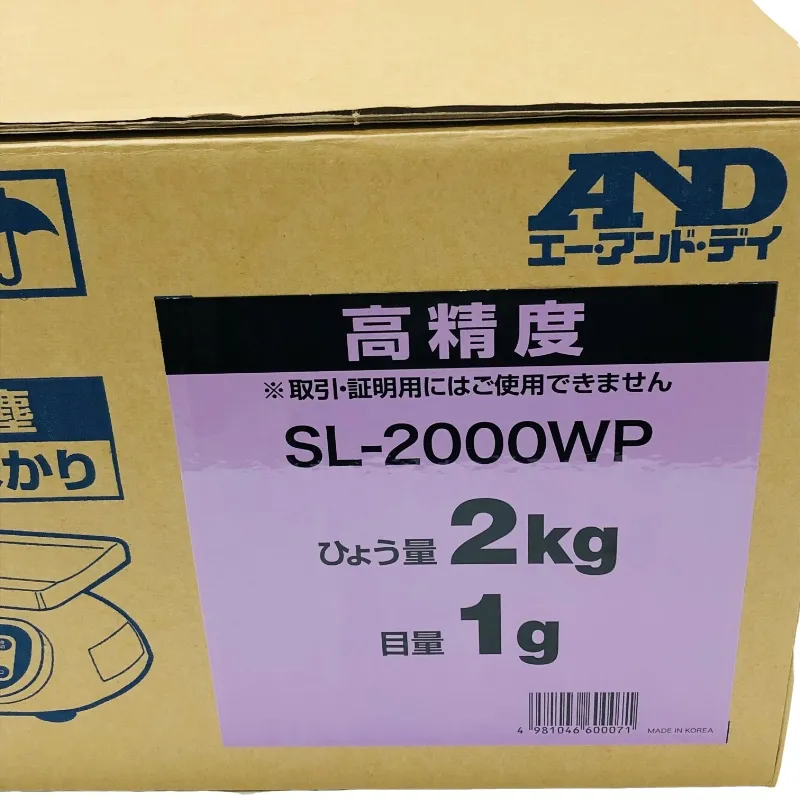 AND
エー・アンド・デイ
高精度
※取引・証明用にはご使用できません
SL-2000WP
塵
かり
ひょう量 2kg
目量 1g
4 981046 600071
MADE IN KOREA